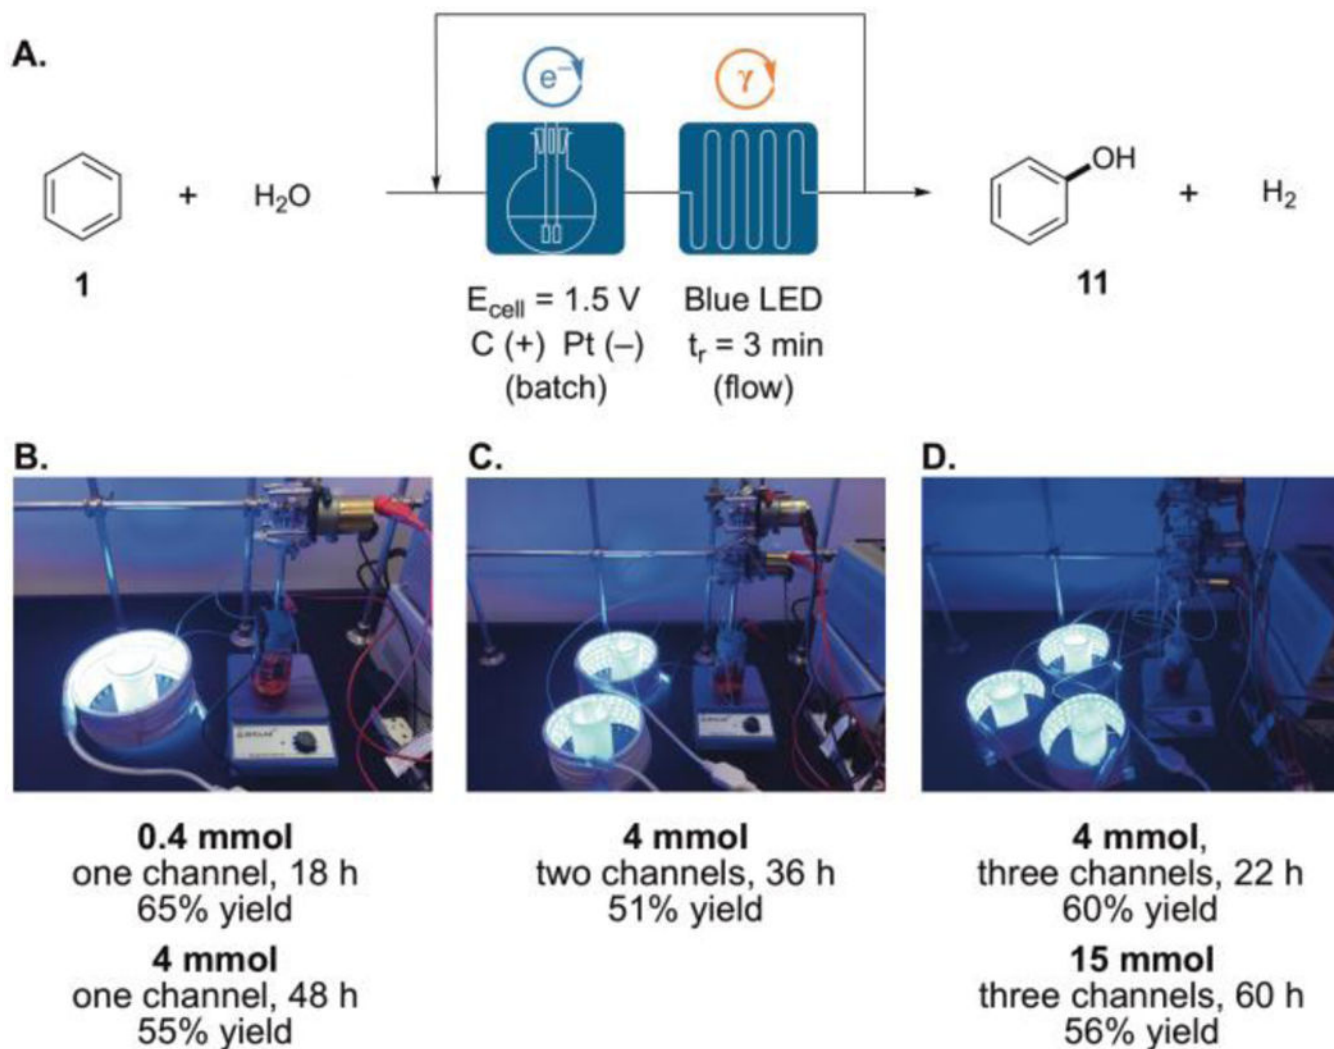 A.
e⁻
γ
+
H₂O
OH
+
H₂
1
11
E_cell = 1.5 V
C (+) Pt (–)
(batch)
Blue LED
t_r = 3 min
(flow)
B.
C.
D.
0.4 mmol
one channel, 18 h
65% yield
4 mmol
one channel, 48 h
55% yield
4 mmol
two channels, 36 h
51% yield
4 mmol,
three channels, 22 h
60% yield
15 mmol
three channels, 60 h
56% yield